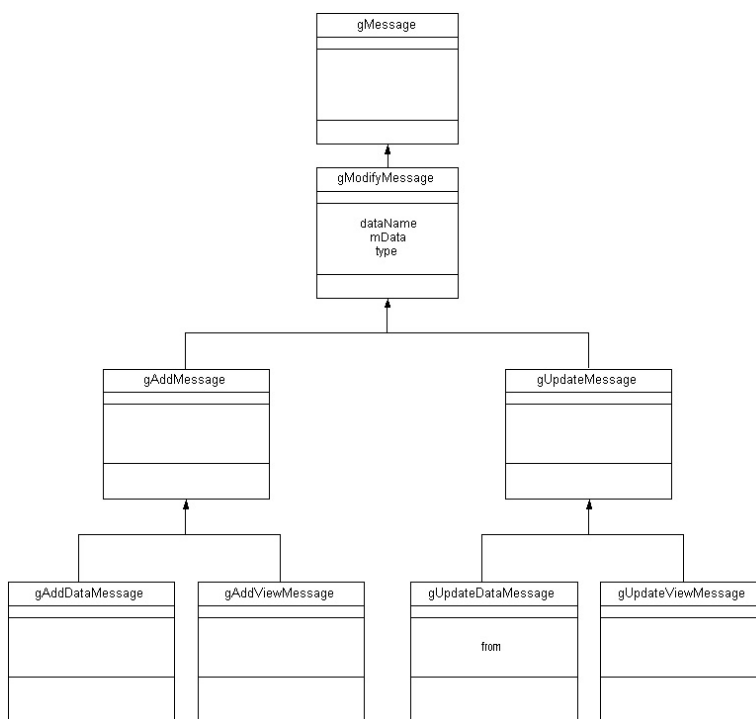 gMessage
gModifyMessage
dataName
mData
type
gAddMessage
gUpdateMessage
gAddDataMessage
gAddViewMessage
gUpdateDataMessage
gUpdateViewMessage
from